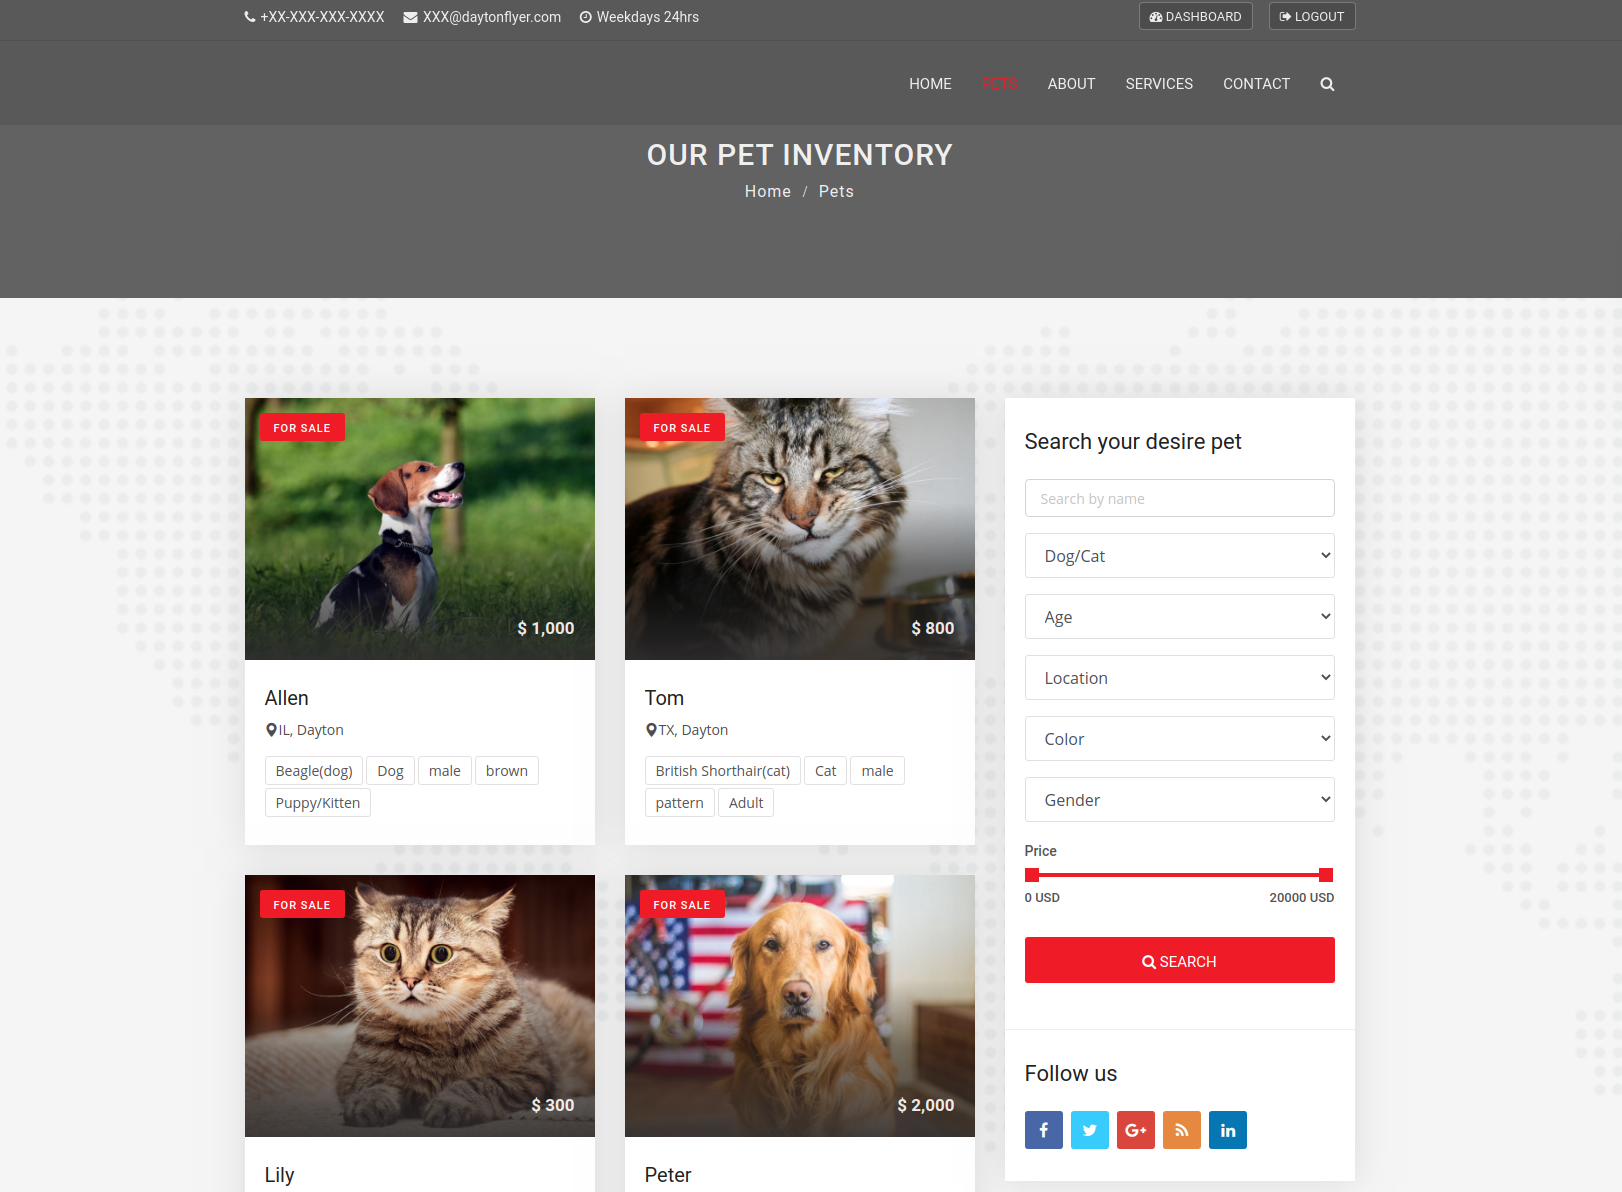 +XX-XXX-XXX-XXXX XXX@daytonflyer.com Weekdays 24hrs DASHBOARD LOGOUT
HOME PETS ABOUT SERVICES CONTACT
OUR PET INVENTORY
Home / Pets
FOR SALE
$ 1,000
Allen
IL, Dayton
Beagle(dog) Dog male brown
Puppy/Kitten
FOR SALE
$ 800
Tom
TX, Dayton
British Shorthair(cat) Cat male
pattern Adult
FOR SALE
$ 300
Lily
FOR SALE
$ 2,000
Peter
Search your desire pet
Search by name
Dog/Cat
Age
Location
Color
Gender
Price
0 USD 20000 USD
SEARCH
Follow us
f G+ in